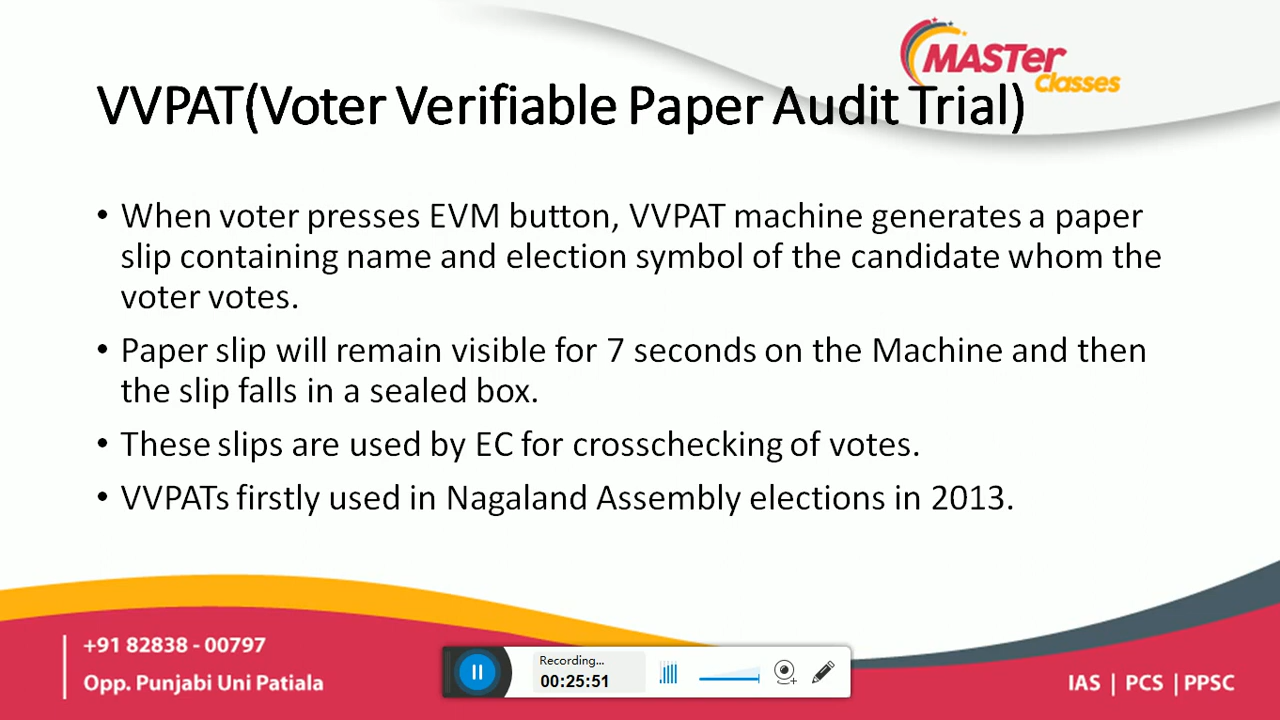 MASTer
Classes
VVPAT(Voter Verifiable Paper Audit Trial)
• When voter presses EVM button, VVPAT machine generates a paper
slip containing name and election symbol of the candidate whom the
voter votes.
• Paper slip will remain visible for 7 seconds on the Machine and then
the slip falls in a sealed box.
• These slips are used by EC for crosschecking of votes.
• VVPATs firstly used in Nagaland Assembly elections in 2013.
+91 82838 - 00797
Opp. Punjabi Uni Patiala
Recording...
00:25:51
IAS | PCS | PPSC